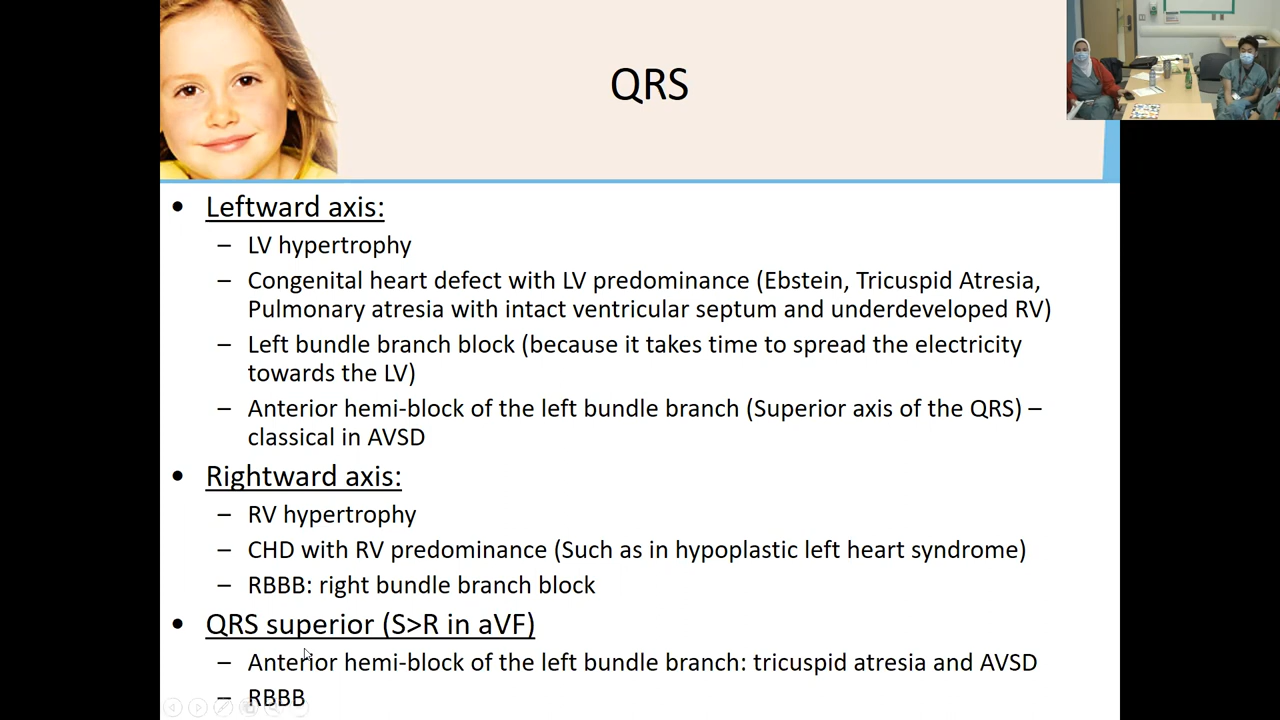 QRS
• Leftward axis:
– LV hypertrophy
– Congenital heart defect with LV predominance (Ebstein, Tricuspid Atresia,
Pulmonary atresia with intact ventricular septum and underdeveloped RV)
– Left bundle branch block (because it takes time to spread the electricity
towards the LV)
– Anterior hemi-block of the left bundle branch (Superior axis of the QRS) –
classical in AVSD
• Rightward axis:
– RV hypertrophy
– CHD with RV predominance (Such as in hypoplastic left heart syndrome)
– RBBB: right bundle branch block
• QRS superior (S>R in aVF)
– Anterior hemi-block of the left bundle branch: tricuspid atresia and AVSD
– RBBB